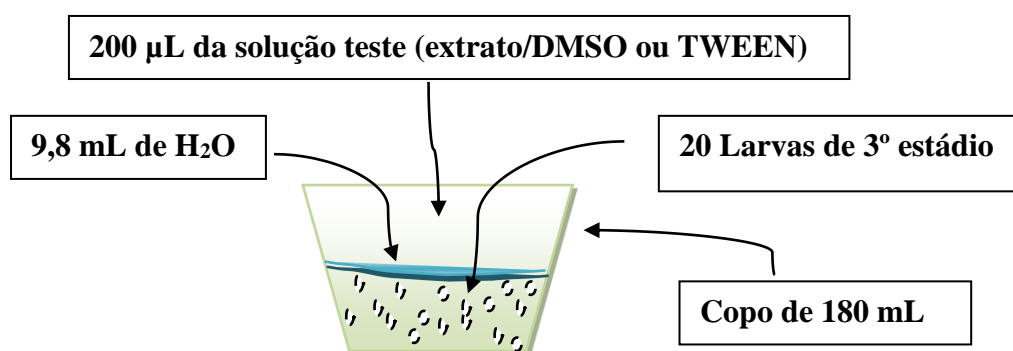 200 µL da solução teste (extrato/DMSO ou TWEEN)
9,8 mL de H₂O
20 Larvas de 3º estádio
Copo de 180 mL